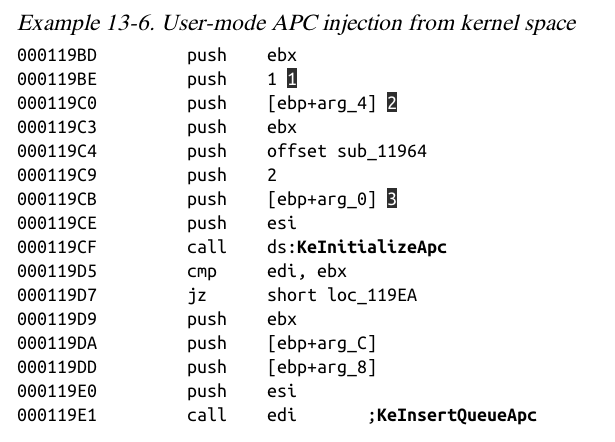 Example 13-6. User-mode APC injection from kernel space
000119BD push ebx
000119BE push 1 1
000119C0 push [ebp+arg_4] 2
000119C3 push ebx
000119C4 push offset sub_11964
000119C9 push 2
000119CB push [ebp+arg_0] 3
000119CE push esi
000119CF call ds:KeInitializeApc
000119D5 cmp edi, ebx
000119D7 jz short loc_119EA
000119D9 push ebx
000119DA push [ebp+arg_C]
000119DD push [ebp+arg_8]
000119E0 push esi
000119E1 call edi ;KeInsertQueueApc